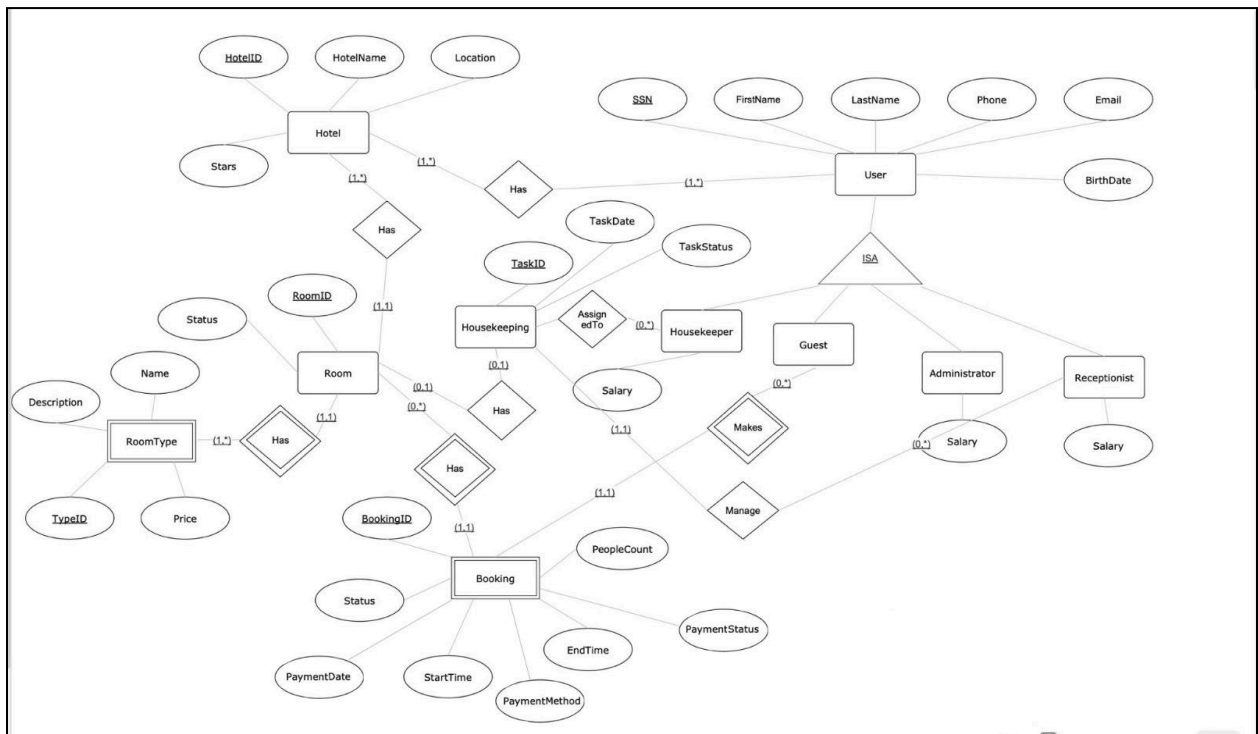 HotelID
HotelName
Location
SSN
FirstName
LastName
Phone
Email
Hotel
Stars
(1,*)
(1,*)
Has
(1,*)
User
BirthDate
Has
TaskDate
TaskStatus
TaskID
ISA
RoomID
(1,1)
Status
Housekeeping
Assign
edTo
(0,*)
Housekeeper
Guest
Name
Room
(0,1)
(0,1)
(0,*)
Administrator
Receptionist
Description
(1,1)
Has
Salary
(0,*)
RoomType
(1,*)
Has
(1,1)
Makes
(0,*)
Salary
Salary
Has
(1,1)
TypeID
Price
BookingID
(1,1)
Manage
PeopleCount
Booking
Status
PaymentStatus
EndTime
PaymentDate
StartTime
PaymentMethod